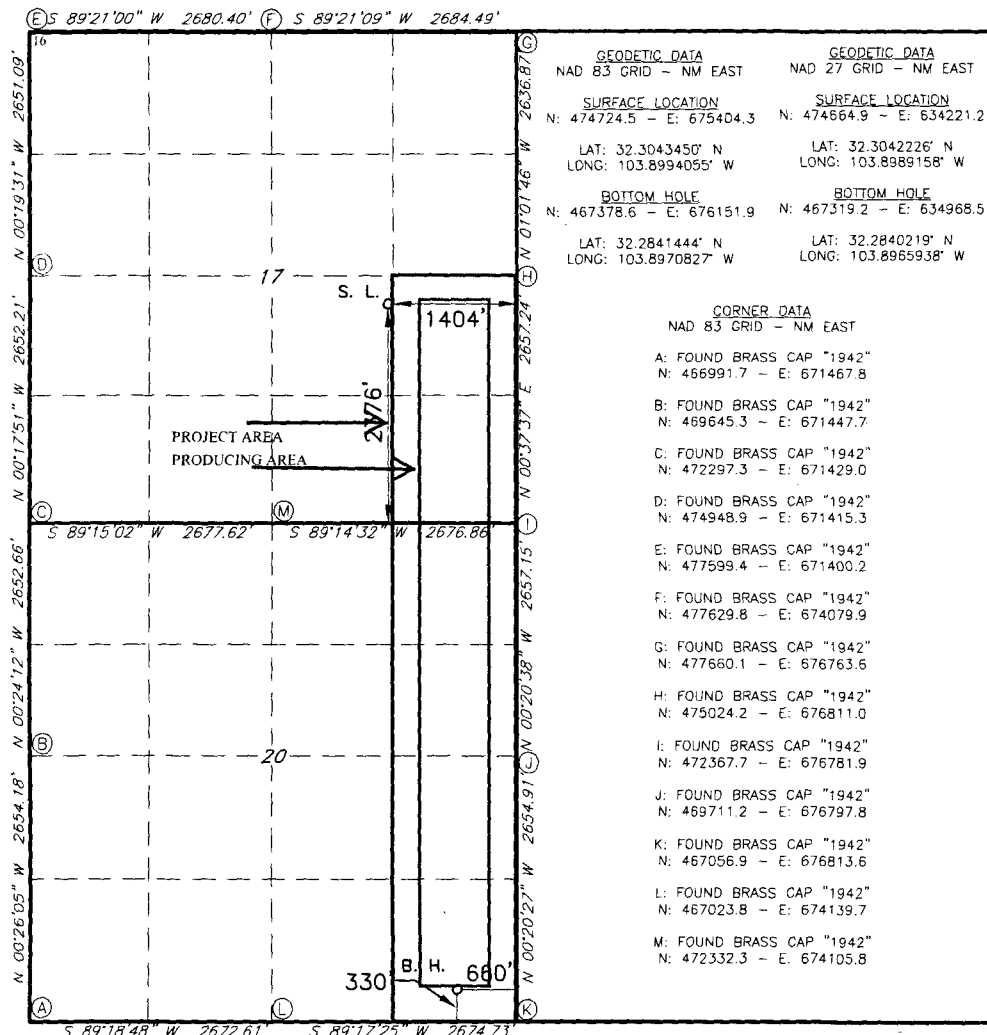 E S 89°21'00" W 2680.40' F S 89°21'09" W 2684.49'
16
G
N 00°19'31" W 2651.09'
N 01°01'46" W 2636.87'
D
17
H
S. L.
1404'
N 00°17'51" W 2652.21'
N 00°37'37" E 2657.24'
PROJECT AREA
PRODUCING AREA
C
M
I
S 89°15'02" W 2677.62' S 89°14'32" W 2676.86'
N 00°24'12" W 2652.66'
N 00°20'38" W 2657.15'
B
20
J
N 00°26'05" W 2654.18'
N 00°20'27" W 2654.91'
B. H.
330'
660'
A
L
K
S 89°18'48" W 2672.61' S 89°17'25" W 2674.73'
GEODETIC DATA
NAD 83 GRID - NM EAST
SURFACE LOCATION
N: 474724.5 - E: 675404.3
LAT: 32.3043450° N
LONG: 103.8994055° W
BOTTOM HOLE
N: 467378.6 - E: 676151.9
LAT: 32.2841444° N
LONG: 103.8970827° W
GEODETIC DATA
NAD 27 GRID - NM EAST
SURFACE LOCATION
N: 474664.9 - E: 634221.2
LAT: 32.3042226° N
LONG: 103.8989158° W
BOTTOM HOLE
N: 467319.2 - E: 634968.5
LAT: 32.2840219° N
LONG: 103.8965938° W
CORNER DATA
NAD 83 GRID - NM EAST
A: FOUND BRASS CAP "1942"
N: 466991.7 - E: 671467.8
B: FOUND BRASS CAP "1942"
N: 469645.3 - E: 671447.7
C: FOUND BRASS CAP "1942"
N: 472297.3 - E: 671429.0
D: FOUND BRASS CAP "1942"
N: 474948.9 - E: 671415.3
E: FOUND BRASS CAP "1942"
N: 477599.4 - E: 671400.2
F: FOUND BRASS CAP "1942"
N: 477629.8 - E: 674079.9
G: FOUND BRASS CAP "1942"
N: 477660.1 - E: 676763.6
H: FOUND BRASS CAP "1942"
N: 475024.2 - E: 676811.0
I: FOUND BRASS CAP "1942"
N: 472367.7 - E: 676781.9
J: FOUND BRASS CAP "1942"
N: 469711.2 - E: 676797.8
K: FOUND BRASS CAP "1942"
N: 467056.9 - E: 676813.6
L: FOUND BRASS CAP "1942"
N: 467023.8 - E: 674139.7
M: FOUND BRASS CAP "1942"
N: 472332.3 - E: 674105.8